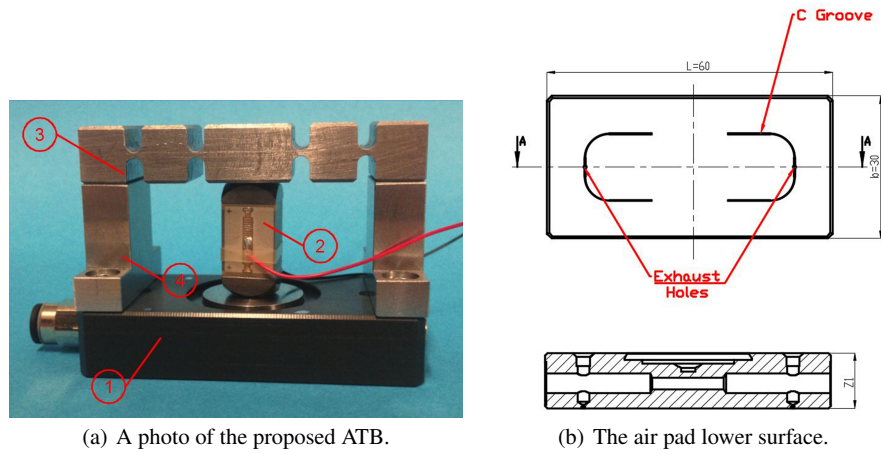 3
2
4
1
C Groove
L=60
A
A
b=30
Exhaust
Holes
Z1
(a) A photo of the proposed ATB.
(b) The air pad lower surface.